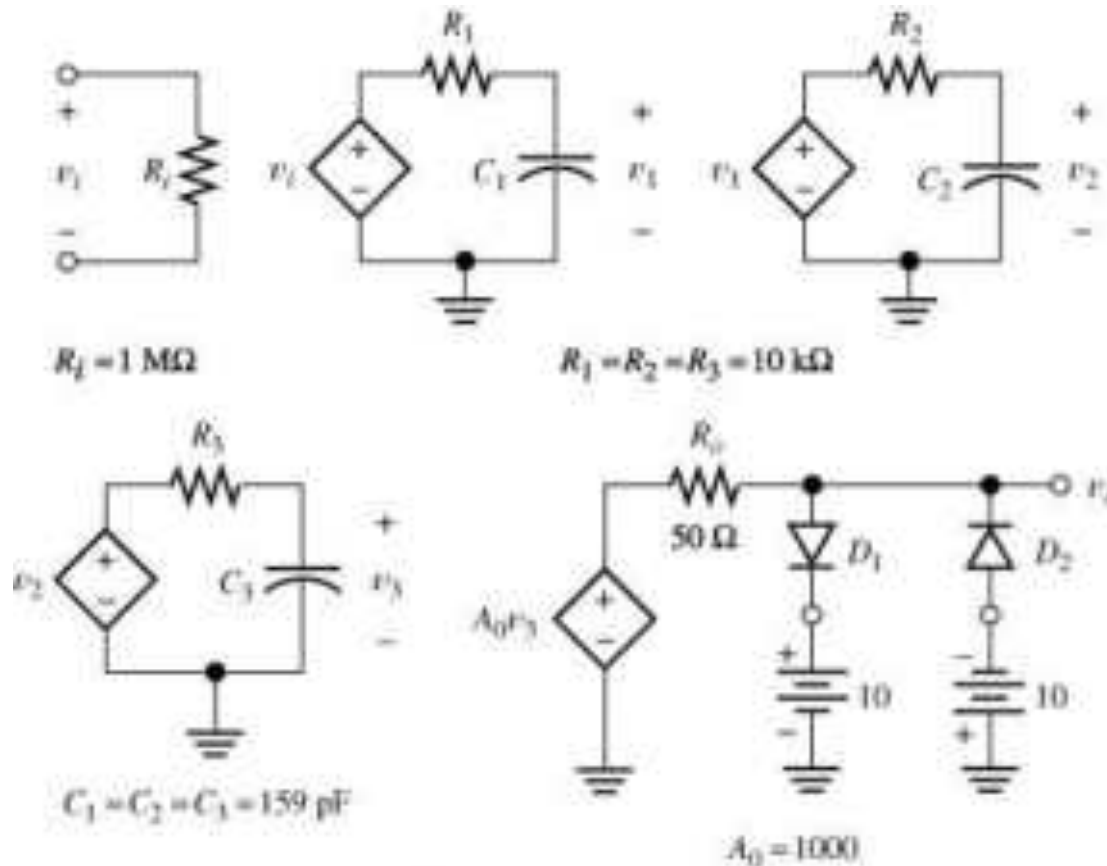 R₁
R₂
+
vᵢ
−
Rᵢ
vᵢ
+
−
C₁
+
v₁
−
v₁
+
−
C₂
+
v₂
−
Rᵢ = 1 MΩ
R₁ = R₂ = R₃ = 10 kΩ
R₃
Rₒ
50 Ω
v₂
+
−
C₃
+
v₃
−
A₀v₃
+
−
D₁
D₂
+
10
−
−
10
+
C₁ = C₂ = C₃ = 159 pF
A₀ = 1000